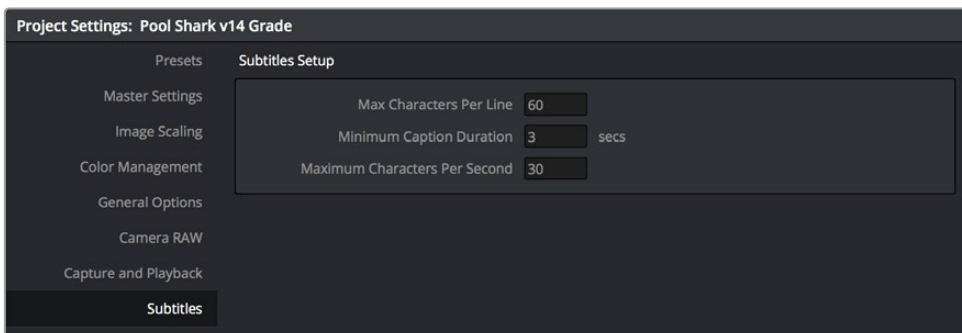 Project Settings: Pool Shark v14 Grade
Presets
Master Settings
Image Scaling
Color Management
General Options
Camera RAW
Capture and Playback
Subtitles
Subtitles Setup
Max Characters Per Line 60
Minimum Caption Duration 3 secs
Maximum Characters Per Second 30